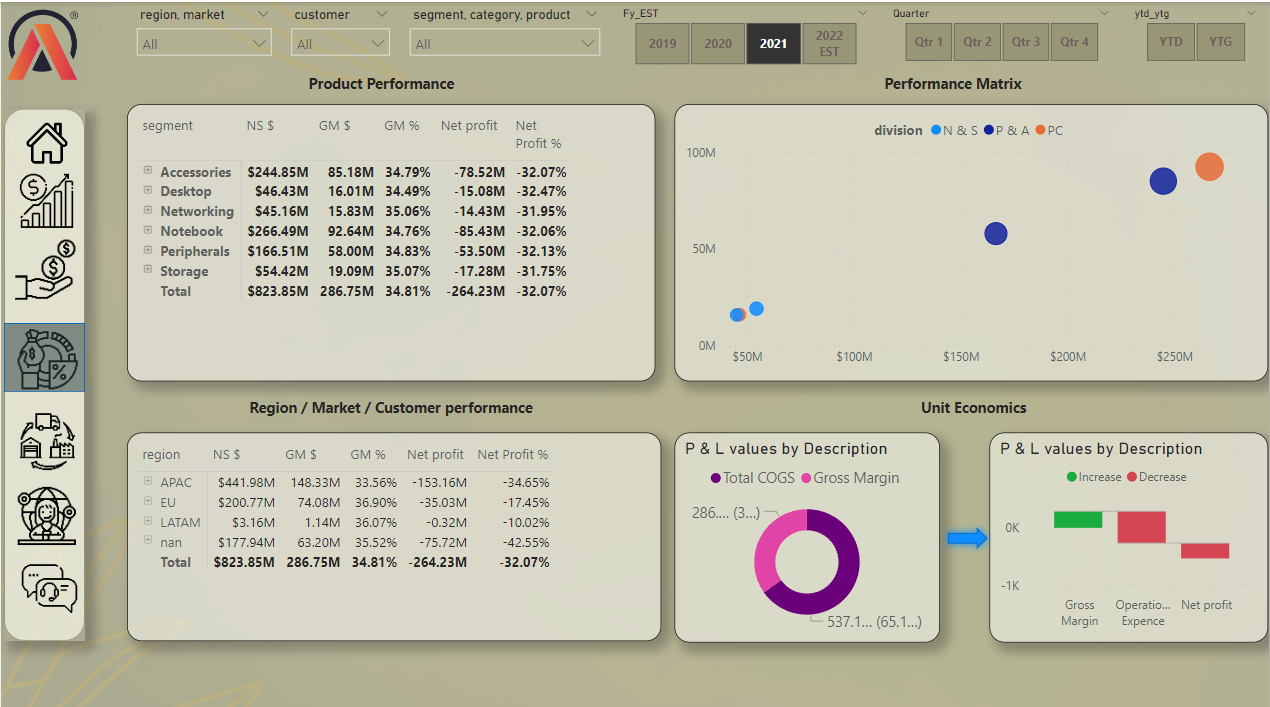 region, market customer segment, category, product Fy_EST Quarter ytd_ytg
All All All 2019 2020 2021 2022 EST Qtr 1 Qtr 2 Qtr 3 Qtr 4 YTD YTG
Product Performance
segment NS $ GM $ GM % Net profit Net Profit %
Accessories $244.85M 85.18M 34.79% -78.52M -32.07%
Desktop $46.43M 16.01M 34.49% -15.08M -32.47%
Networking $45.16M 15.83M 35.06% -14.43M -31.95%
Notebook $266.49M 92.64M 34.76% -85.43M -32.06%
Peripherals $166.51M 58.00M 34.83% -53.50M -32.13%
Storage $54.42M 19.09M 35.07% -17.28M -31.75%
Total $823.85M 286.75M 34.81% -264.23M -32.07%
Performance Matrix
division N & S P & A PC
100M
50M
0M
$50M $100M $150M $200M $250M
Region / Market / Customer performance
region NS $ GM $ GM % Net profit Net Profit %
APAC $441.98M 148.33M 33.56% -153.16M -34.65%
EU $200.77M 74.08M 36.90% -35.03M -17.45%
LATAM $3.16M 1.14M 36.07% -0.32M -10.02%
nan $177.94M 63.20M 35.52% -75.72M -42.55%
Total $823.85M 286.75M 34.81% -264.23M -32.07%
Unit Economics
P & L values by Description
Total COGS Gross Margin
286.... (3...)
537.1... (65.1...)
P & L values by Description
Increase Decrease
0K
-1K
Gross Margin Operatio... Expence Net profit